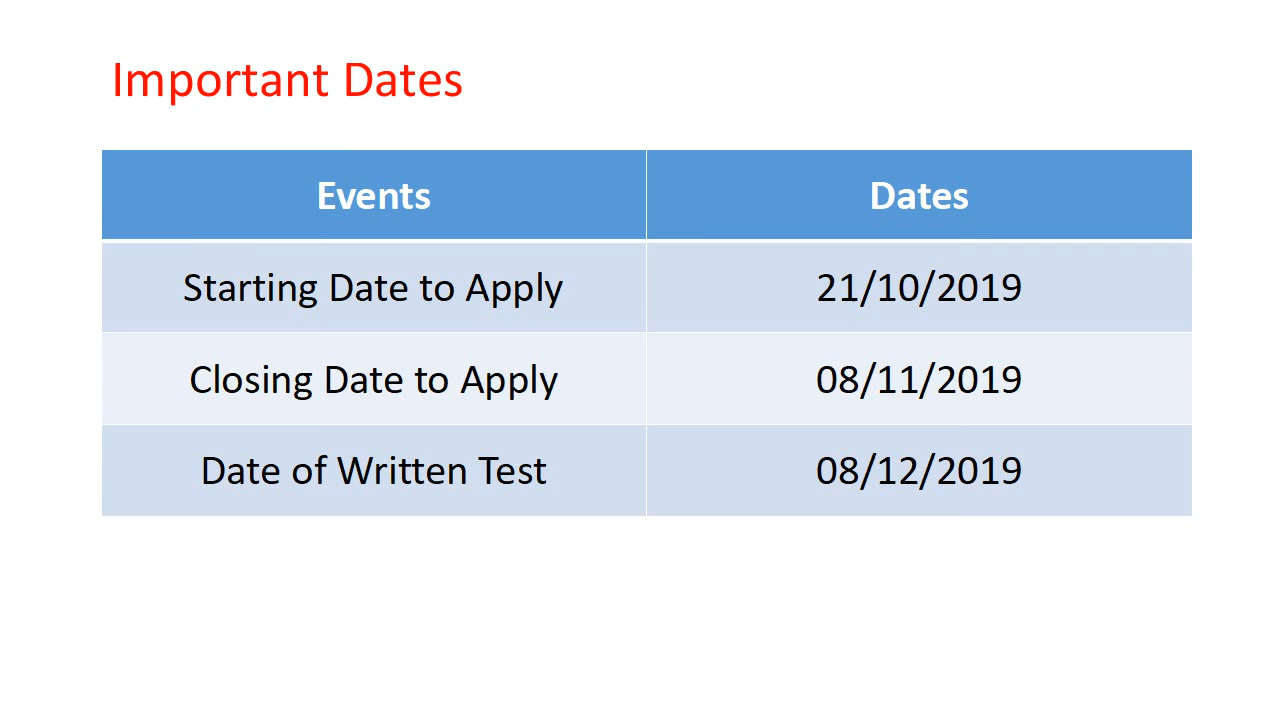 Important Dates
Events Dates
Starting Date to Apply 21/10/2019
Closing Date to Apply 08/11/2019
Date of Written Test 08/12/2019